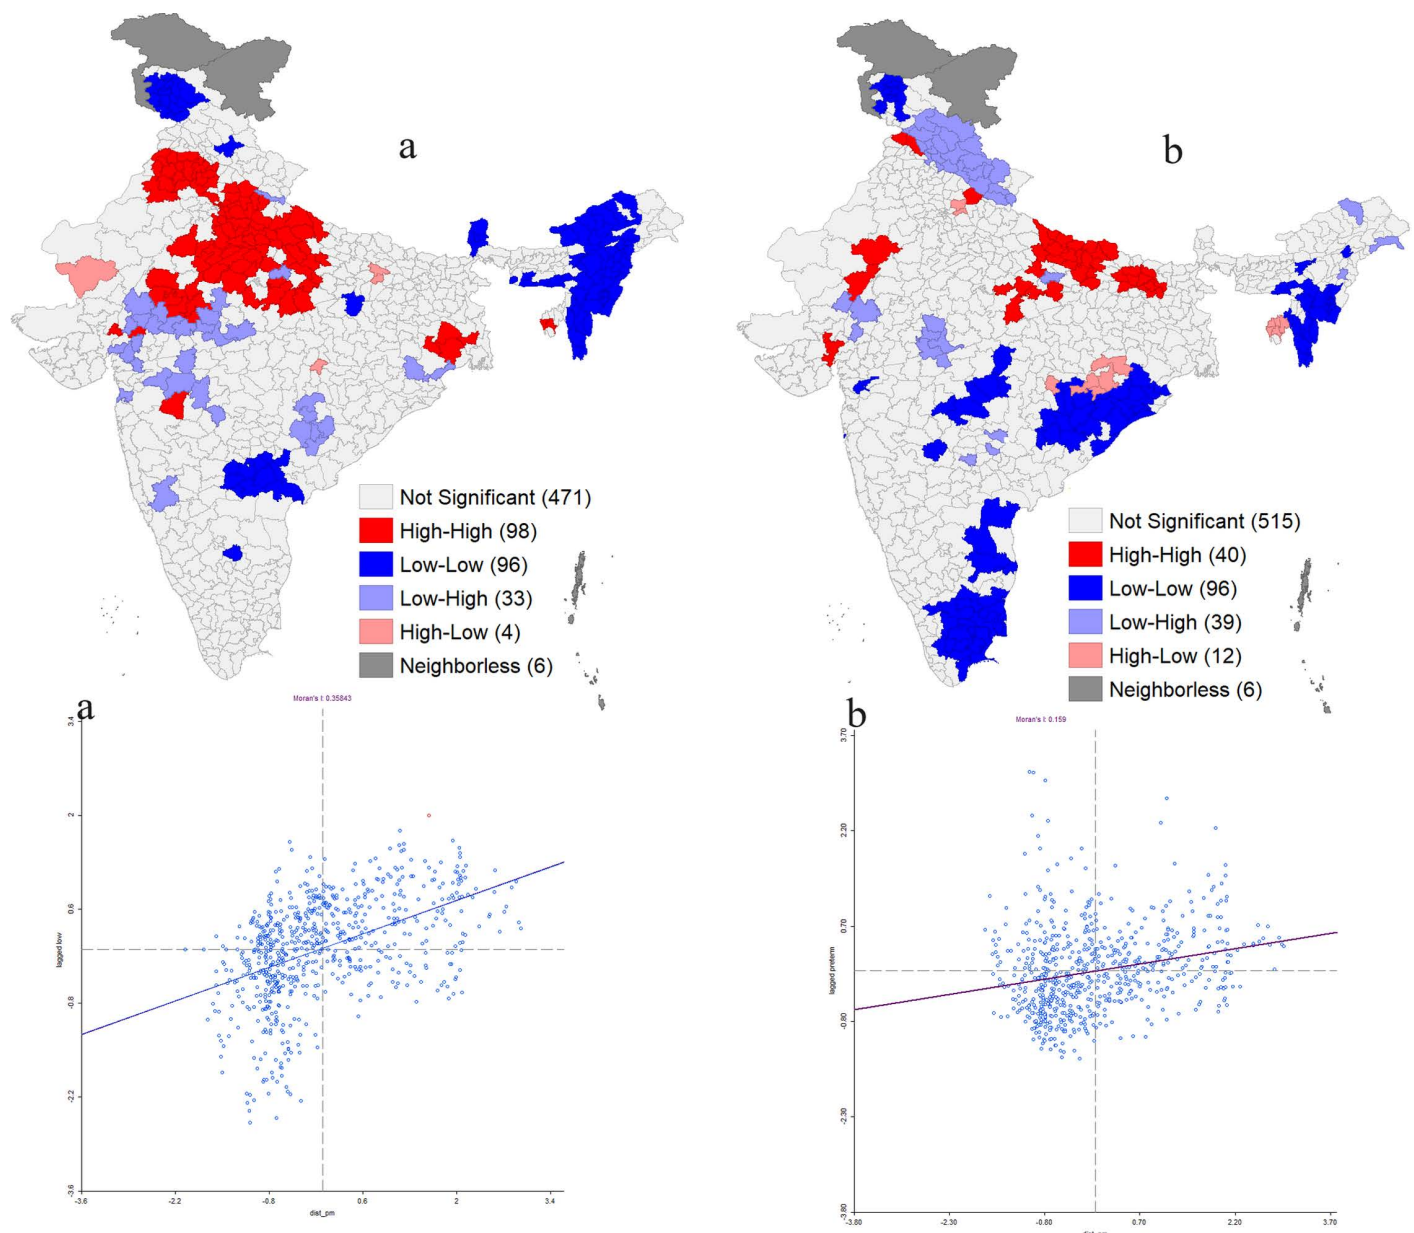 a
b
Not Significant (471)
High-High (98)
Low-Low (96)
Low-High (33)
High-Low (4)
Neighborless (6)
Not Significant (515)
High-High (40)
Low-Low (96)
Low-High (39)
High-Low (12)
Neighborless (6)
a
Moran's I: 0.35843
3.4
2
0.6
-0.8
-2.2
-3.6
lagged low
-3.6 -2.2 -0.8 0.6 2 3.4
dist_pm
b
Moran's I: 0.159
3.70
2.20
0.70
-0.80
-2.30
-3.80
lagged preterm
-3.80 -2.30 -0.80 0.70 2.20 3.70